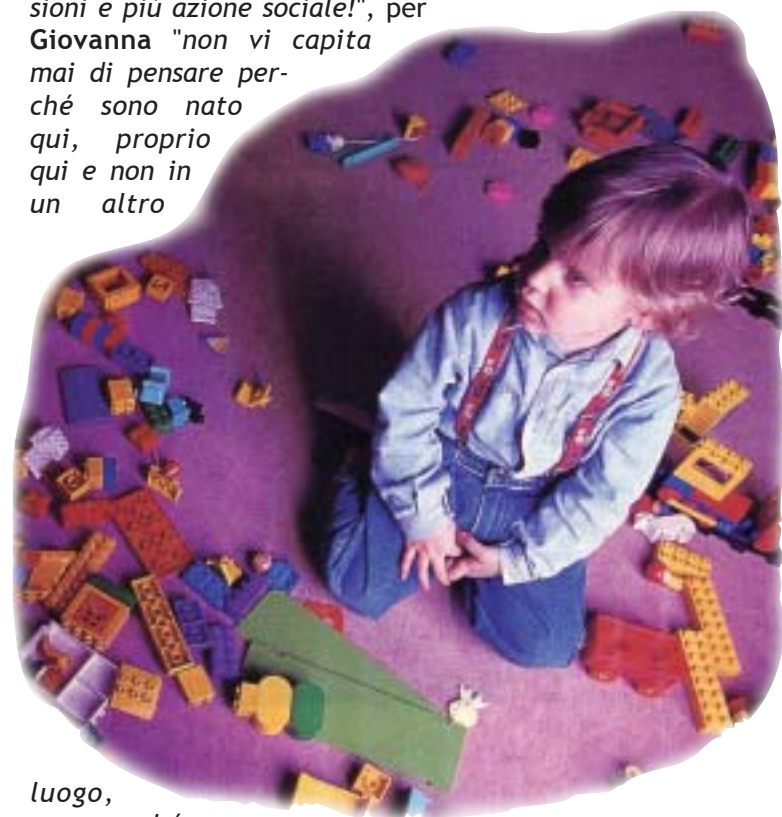 sioni e più azione sociale!", per
Giovanna "non vi capita
mai di pensare per-
ché sono nato
qui, proprio
qui e non in
un altro
luogo,